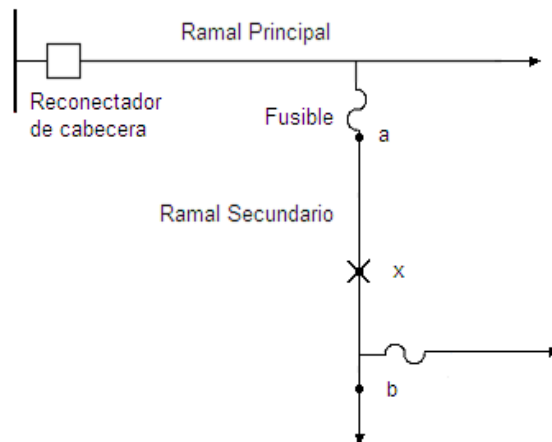 Ramal Principal
Reconectador
de cabecera
Fusible
a
Ramal Secundario
x
b